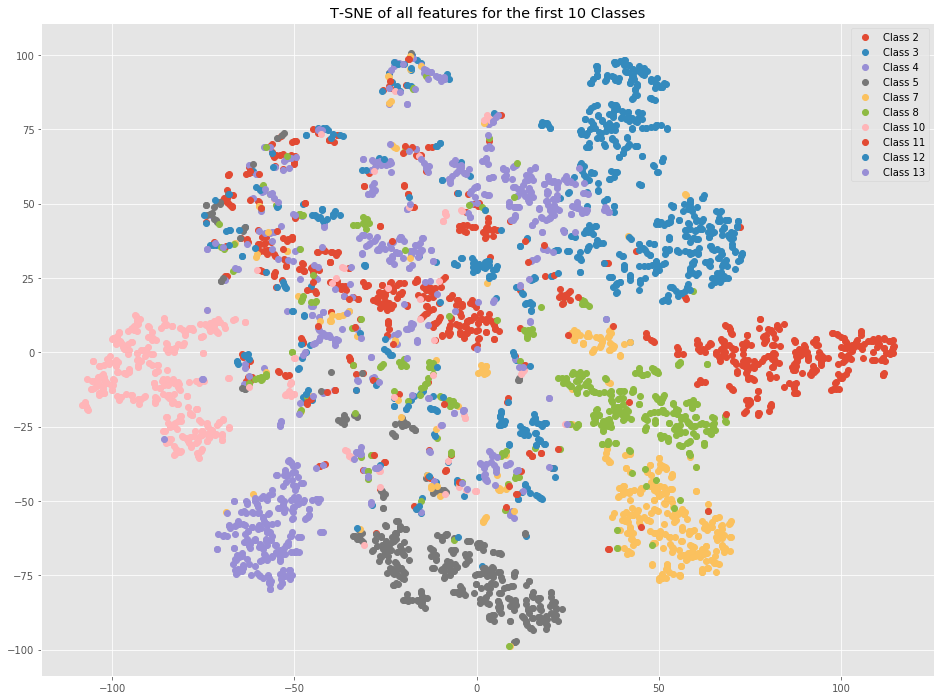 T-SNE of all features for the first 10 Classes
Class 2
Class 3
Class 4
Class 5
Class 7
Class 8
Class 10
Class 11
Class 12
Class 13
100
75
50
25
0
−25
−50
−75
−100
−100
−50
0
50
100